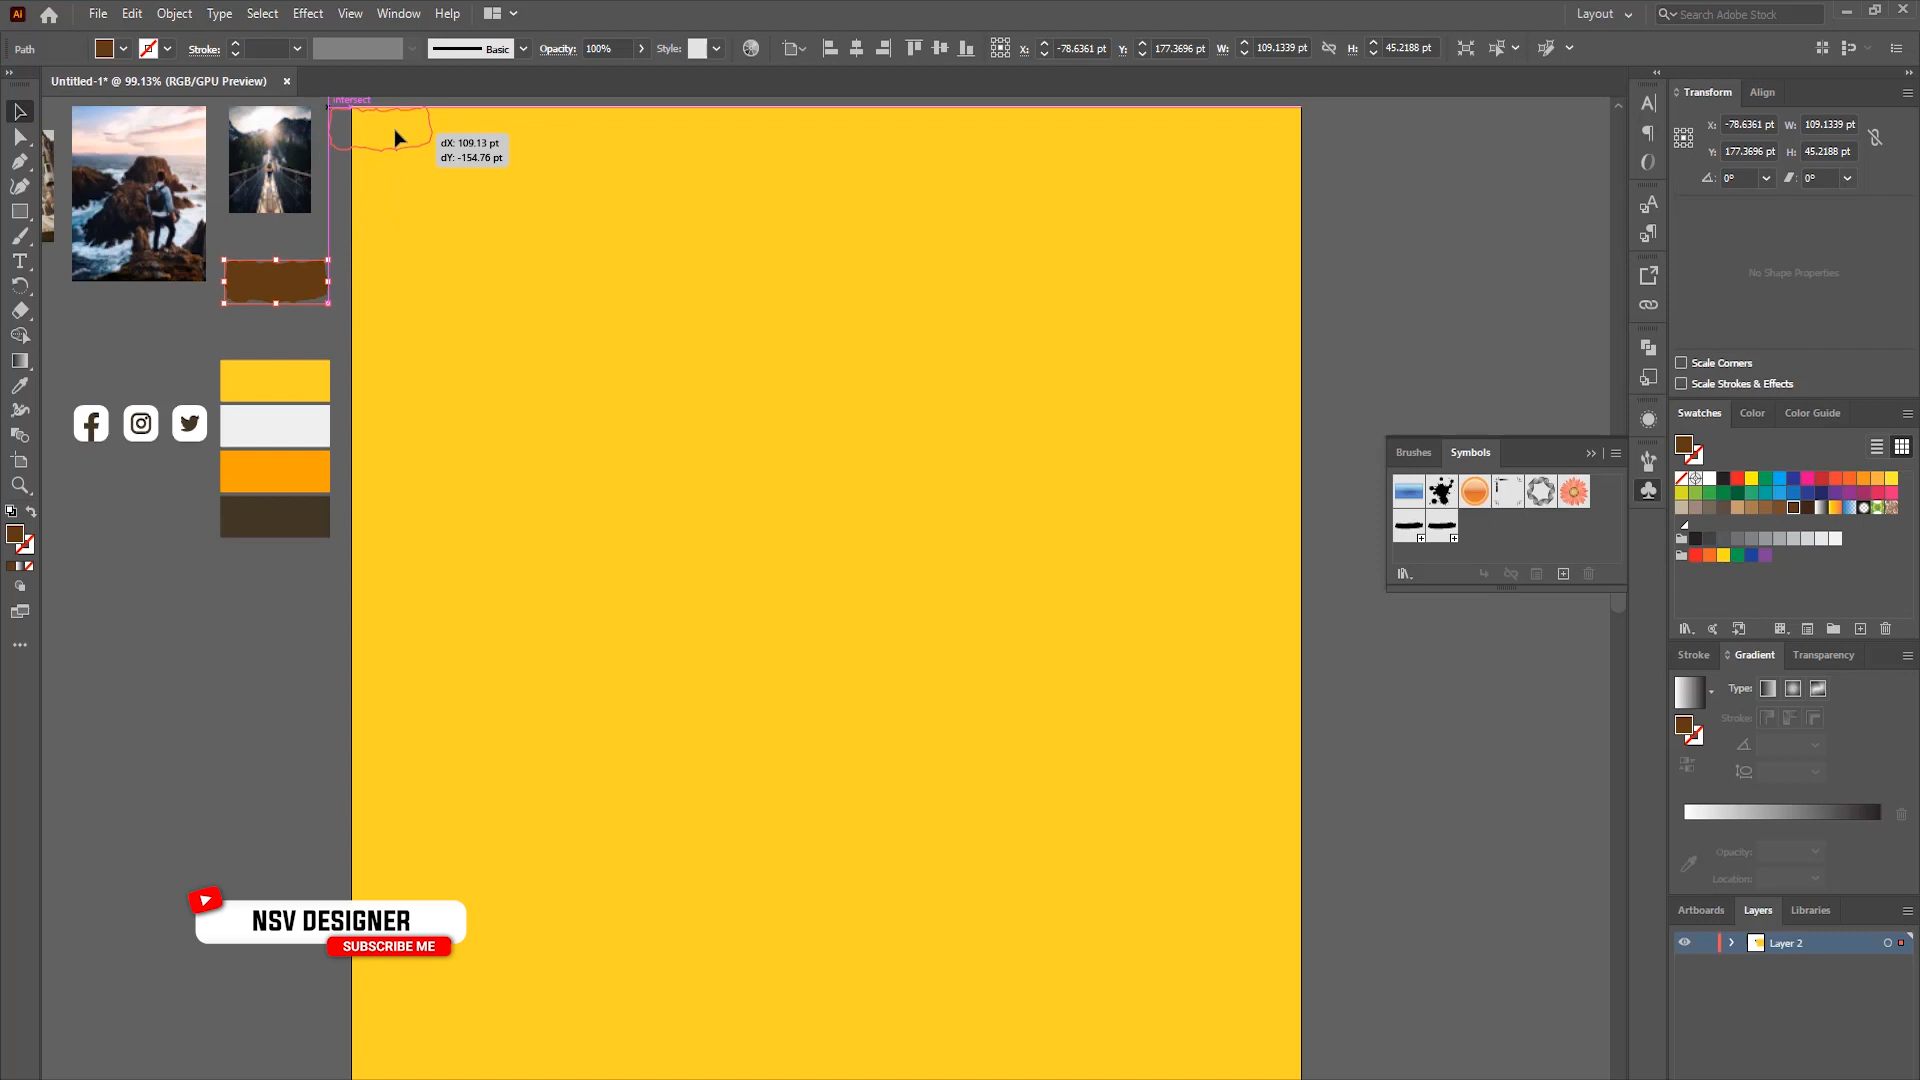 Ai File Edit Object Type Select Effect View Window Help Layout Search Adobe Stock
Path Stroke: Basic Opacity: 100% Style: X: -78.6361 pt Y: 177.3696 pt W: 109.1339 pt H: 45.2188 pt
Untitled-1* @ 99.13% (RGB/GPU Preview) ×
intersect
dX: 109.13 pt
dY: -154.76 pt
Transform Align
X: -78.6361 pt W: 109.1339 pt
Y: 177.3696 pt H: 45.2188 pt
0° 0°
No Shape Properties
Scale Corners
Scale Strokes & Effects
Swatches Color Color Guide
Brushes Symbols
Stroke Gradient Transparency
Type:
Stroke:
Opacity:
Location:
Artboards Layers Libraries
Layer 2
NSV DESIGNER
SUBSCRIBE ME